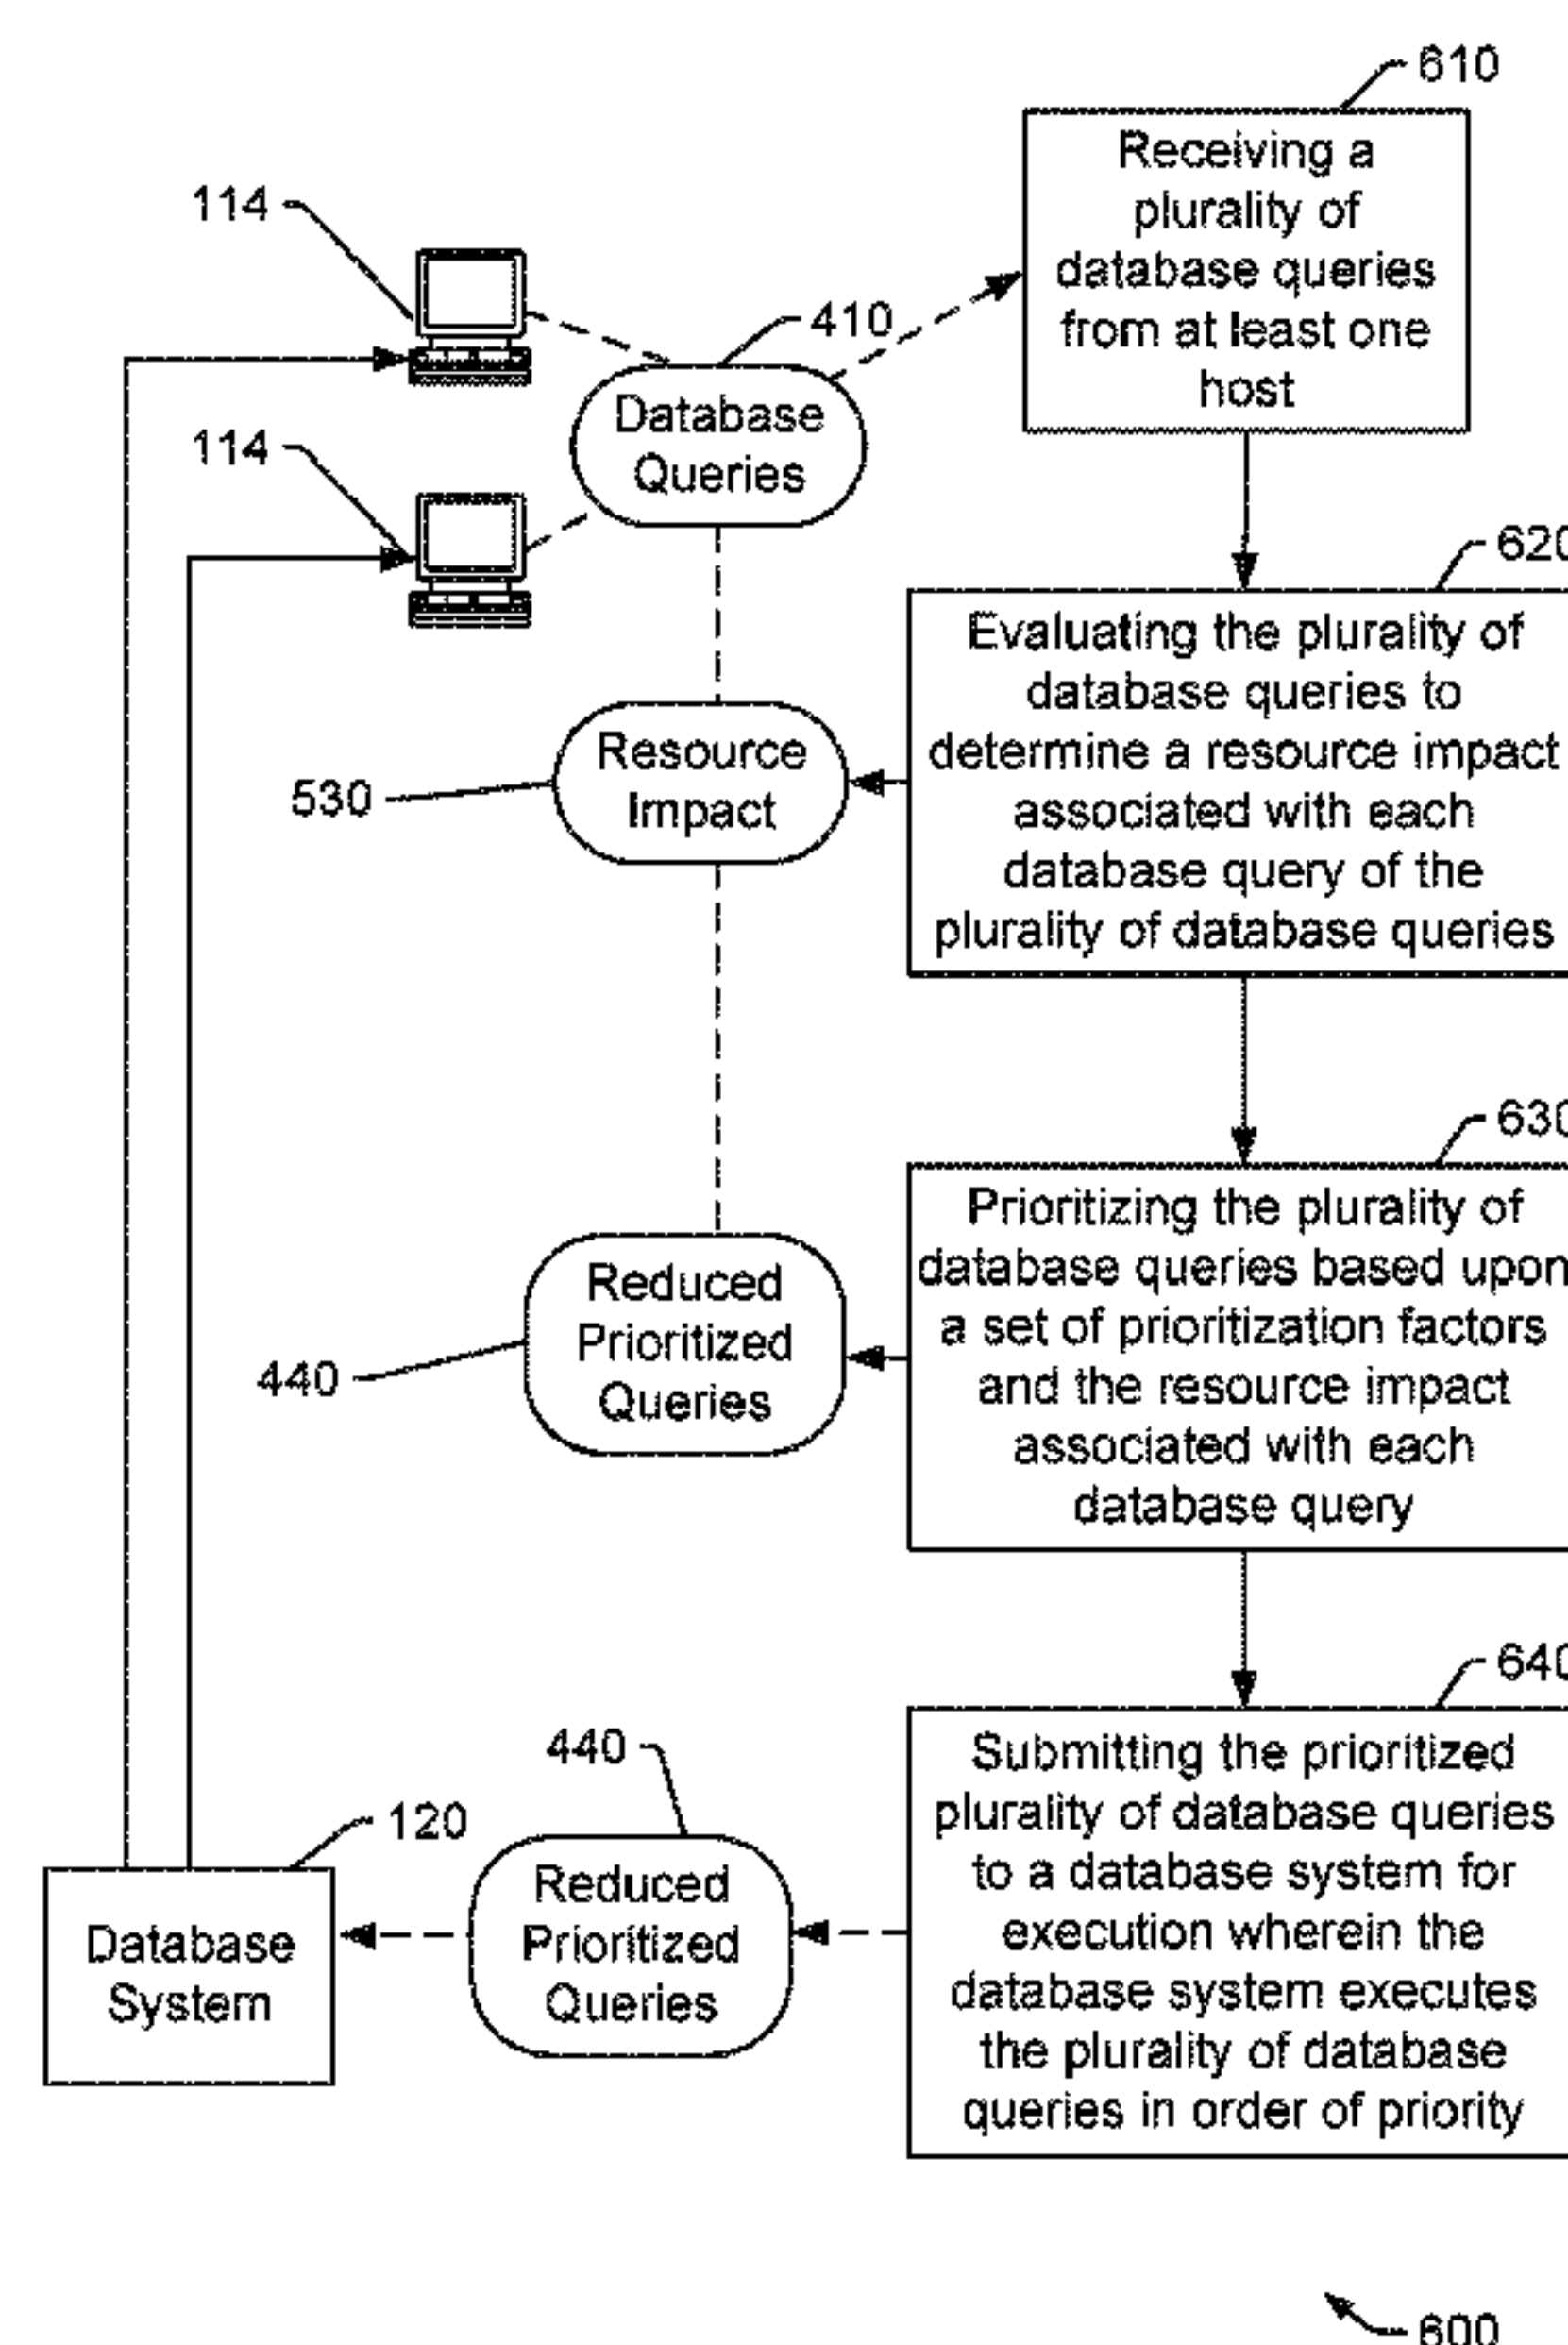 610
Receiving a
plurality of
database queries
from at least one
host
114
410
Database
Queries
114
620
Evaluating the plurality of
database queries to
determine a resource impact
associated with each
database query of the
plurality of database queries
Resource
Impact
530
630
Prioritizing the plurality of
database queries based upon
a set of prioritization factors
and the resource impact
associated with each
database query
Reduced
Prioritized
Queries
440
640
Submitting the prioritized
plurality of database queries
to a database system for
execution wherein the
database system executes
the plurality of database
queries in order of priority
440
Reduced
Prioritized
Queries
120
Database
System
600